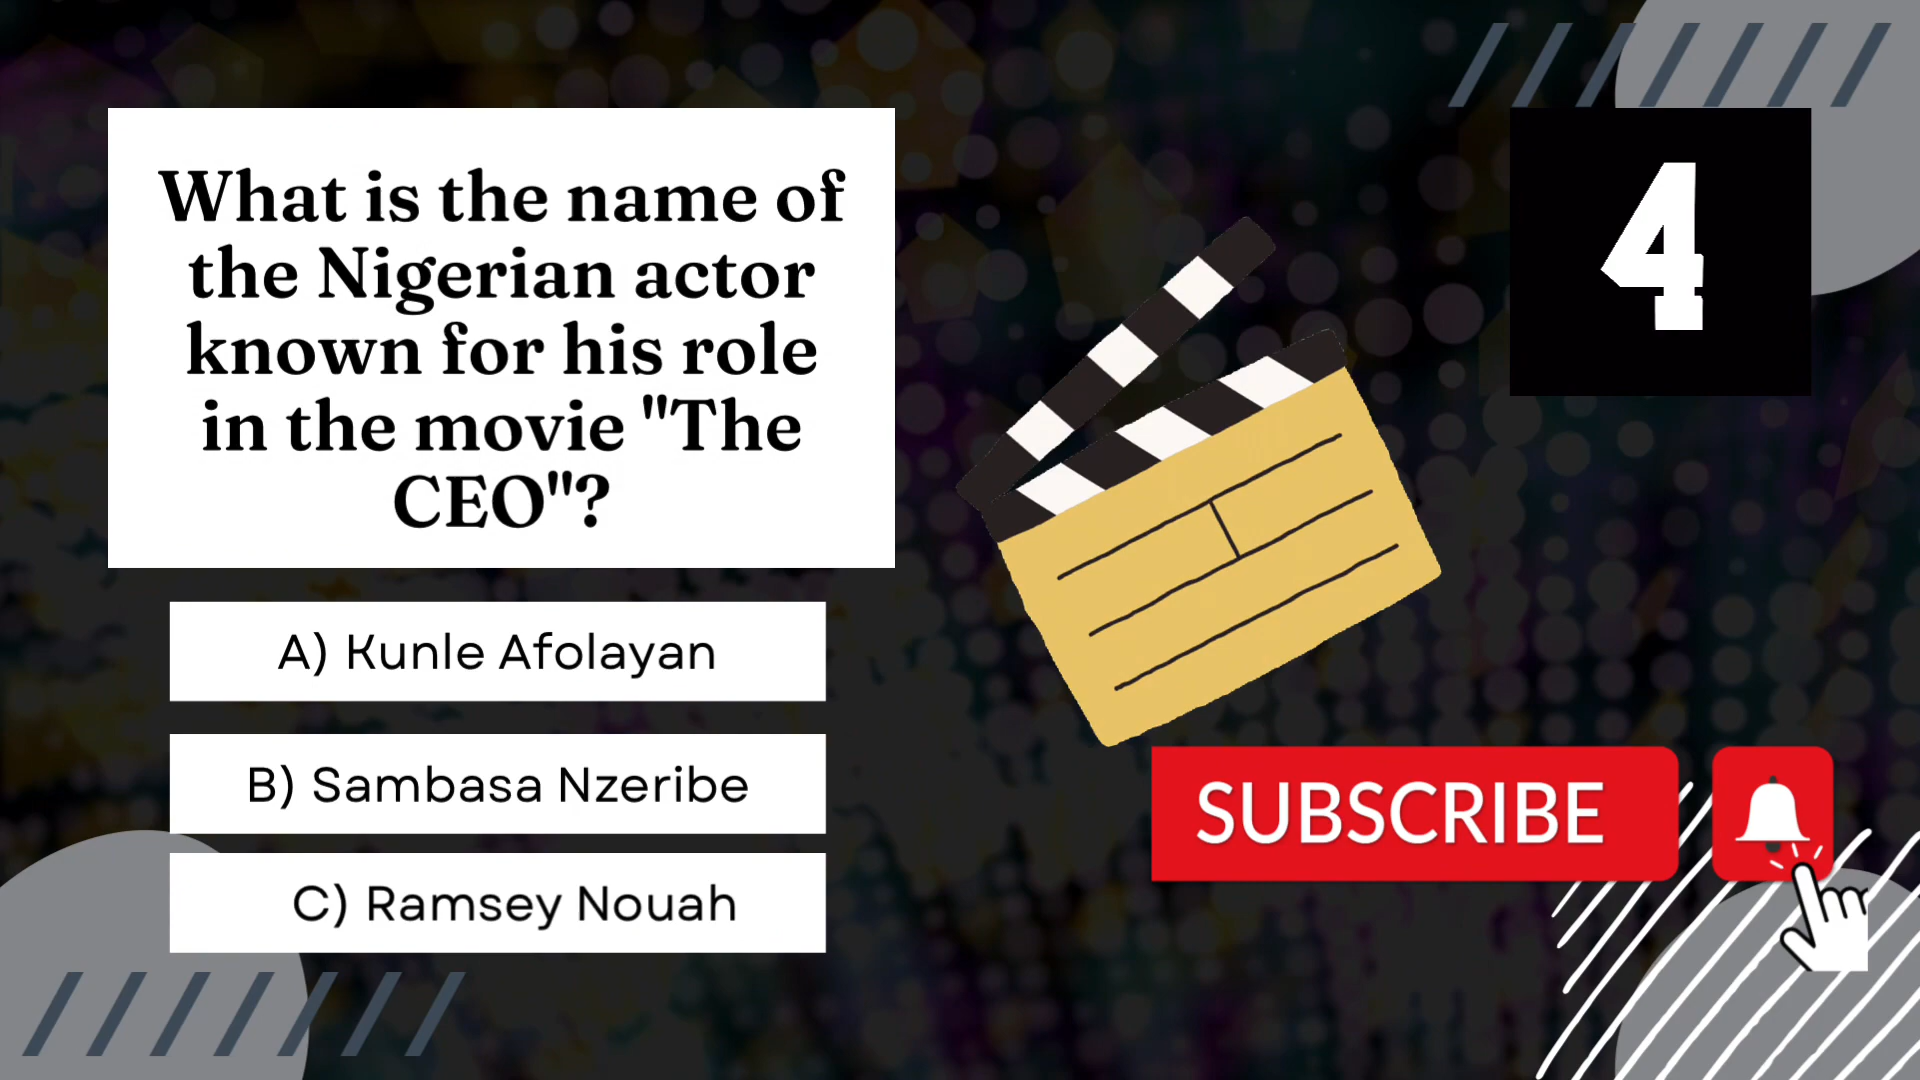 What is the name of
the Nigerian actor
known for his role
in the movie "The
CEO"?
4
A) Kunle Afolayan
B) Sambasa Nzeribe
C) Ramsey Nouah
SUBSCRIBE